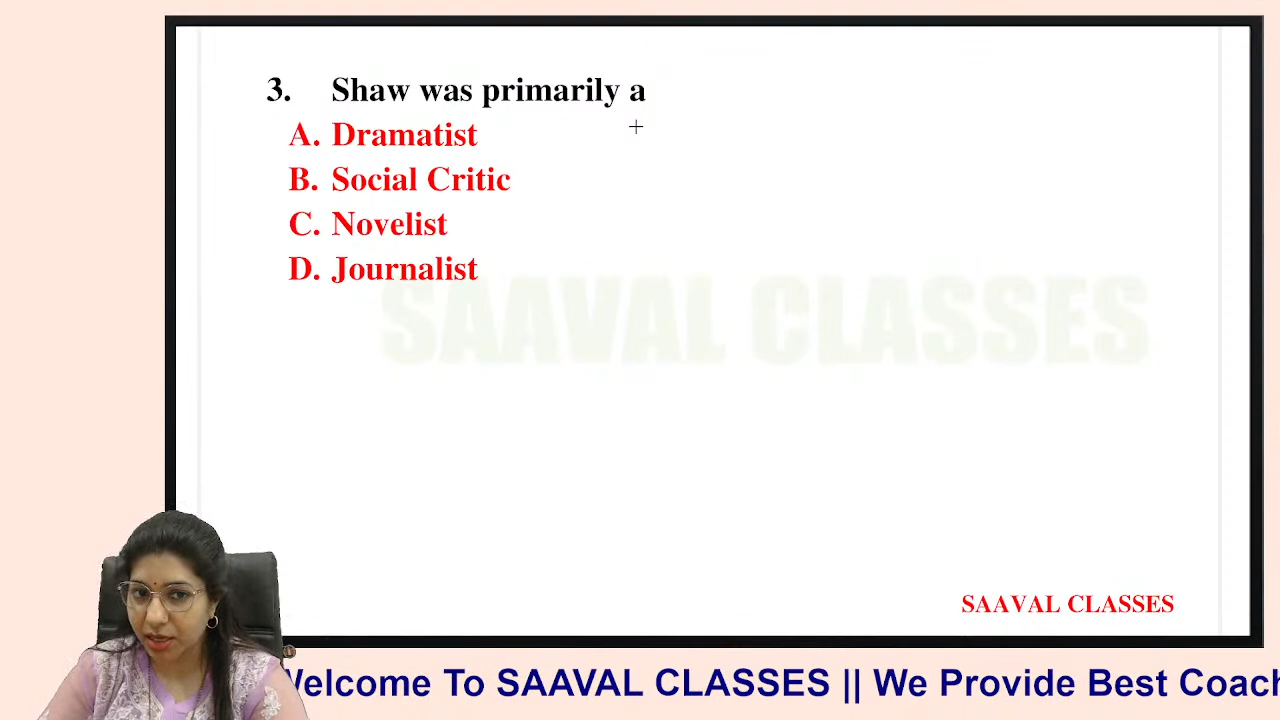 3. Shaw was primarily a
A. Dramatist
B. Social Critic
C. Novelist
D. Journalist
SAAVAL CLASSES
SAAVAL CLASSES
Welcome To SAAVAL CLASSES || We Provide Best Coach